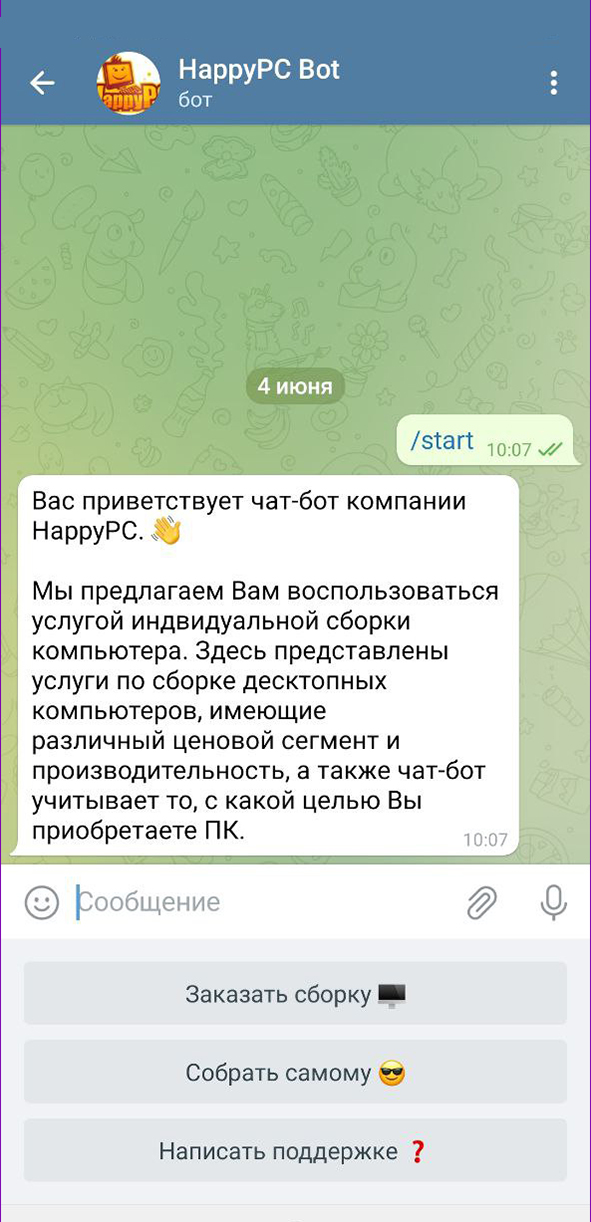 HappyPC Bot
бот
4 июня
/start 10:07
Вас приветствует чат-бот компании
HappyPC. 👋
Мы предлагаем Вам воспользоваться
услугой индвидуальной сборки
компьютера. Здесь представлены
услуги по сборке десктопных
компьютеров, имеющие
различный ценовой сегмент и
производительность, а также чат-бот
учитывает то, с какой целью Вы
приобретаете ПК.
10:07
Сообщение
Заказать сборку 🖥️
Собрать самому 😎
Написать поддержке ❓